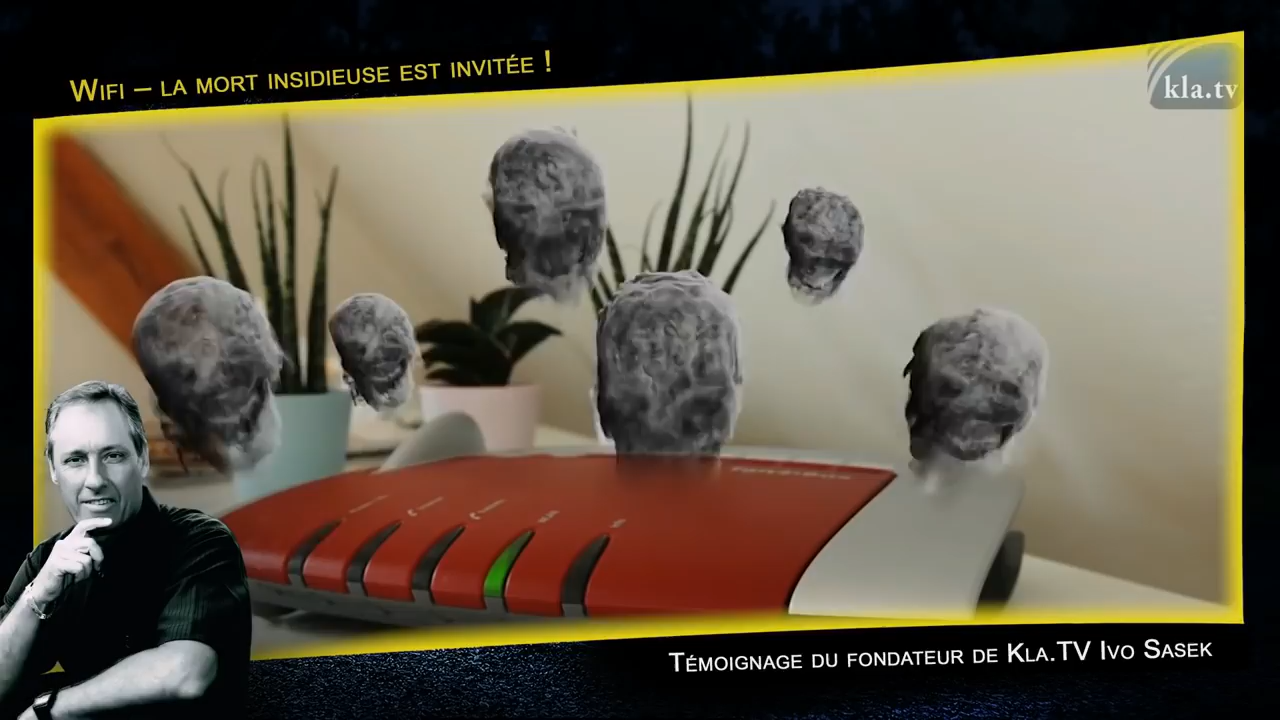 Wifi – la mort insidieuse est invitée !
kla.tv
Témoignage du fondateur de Kla.TV Ivo Sasek